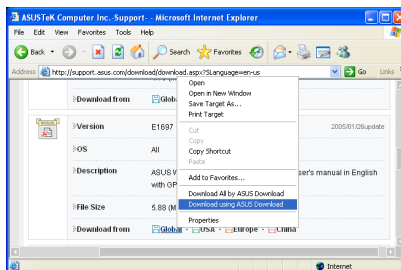 ASUSTeK Computer Inc. -Support- - Microsoft Internet Explorer
File Edit View Favorites Tools Help
Back Search Favorites
Address http://support.asus.com/download/download.aspx?SLanguage=en-us Go Links
Download from Globa
Open
Open in New Window
Save Target As...
Print Target
Cut
Copy
Copy Shortcut
Paste
Add to Favorites...
Download All by ASUS Download
Download using ASUS Download
Properties
Version E1697 2005/01/26update
OS All
Description ASUS W ser's manual in English
with GP
File Size 5.88 (M
Download from Global USA Europe China
Internet